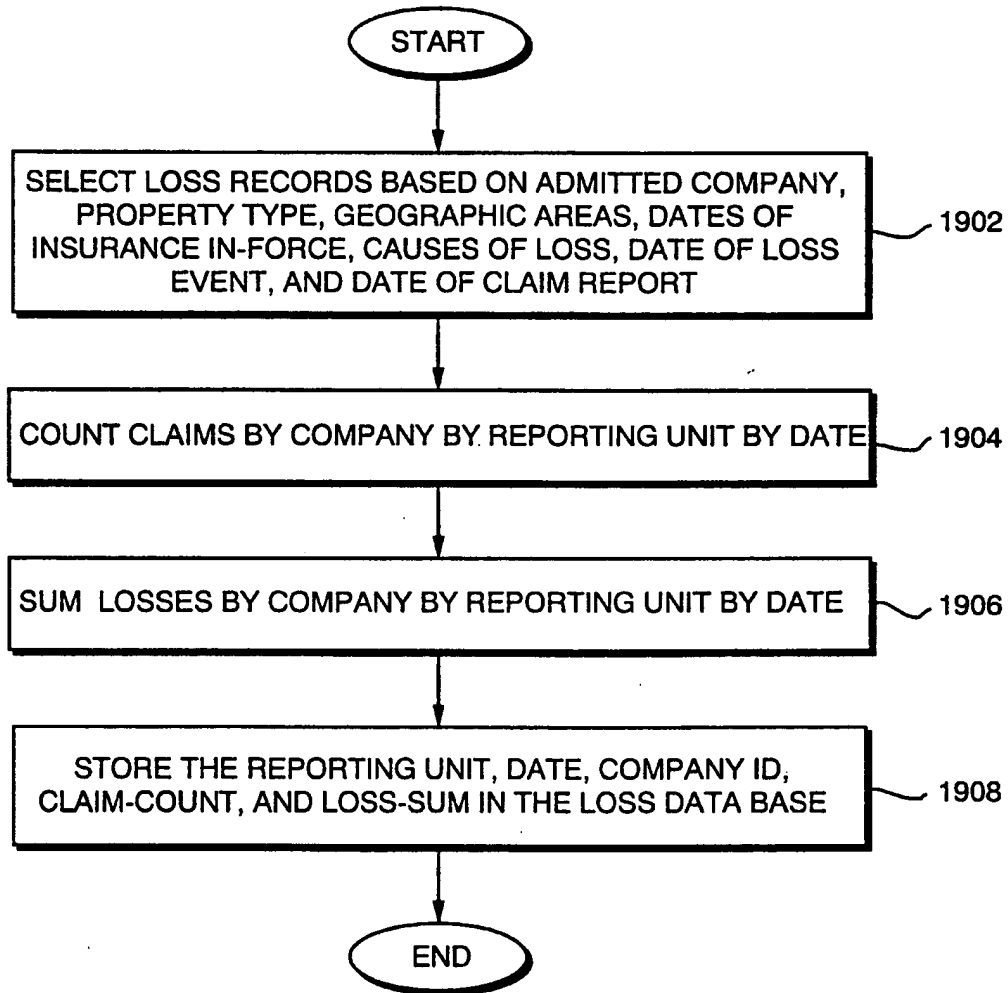 START
SELECT LOSS RECORDS BASED ON ADMITTED COMPANY,
PROPERTY TYPE, GEOGRAPHIC AREAS, DATES OF
INSURANCE IN-FORCE, CAUSES OF LOSS, DATE OF LOSS
EVENT, AND DATE OF CLAIM REPORT
1902
COUNT CLAIMS BY COMPANY BY REPORTING UNIT BY DATE
1904
SUM LOSSES BY COMPANY BY REPORTING UNIT BY DATE
1906
STORE THE REPORTING UNIT, DATE, COMPANY ID,
CLAIM-COUNT, AND LOSS-SUM IN THE LOSS DATA BASE
1908
END